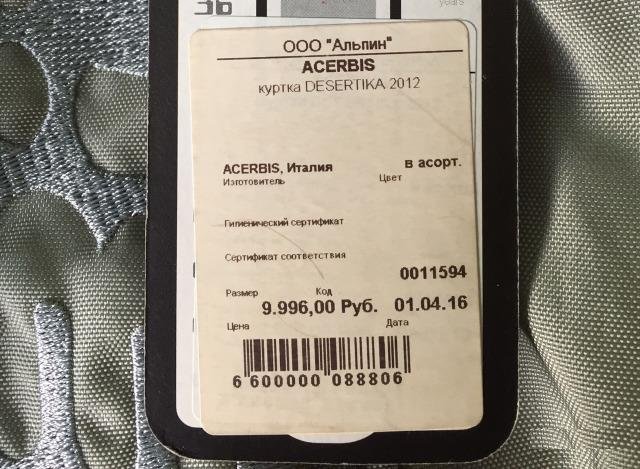 36
years
ООО "Альпин"
ACERBIS
куртка DESERTIKA 2012
ACERBIS, Италия в асорт.
Изготовитель Цвет
Гигиенический сертификат
Сертификат соответствия
0011594
Размер Код
9.996,00 Руб. 01.04.16
Цена Дата
6 600000 088806